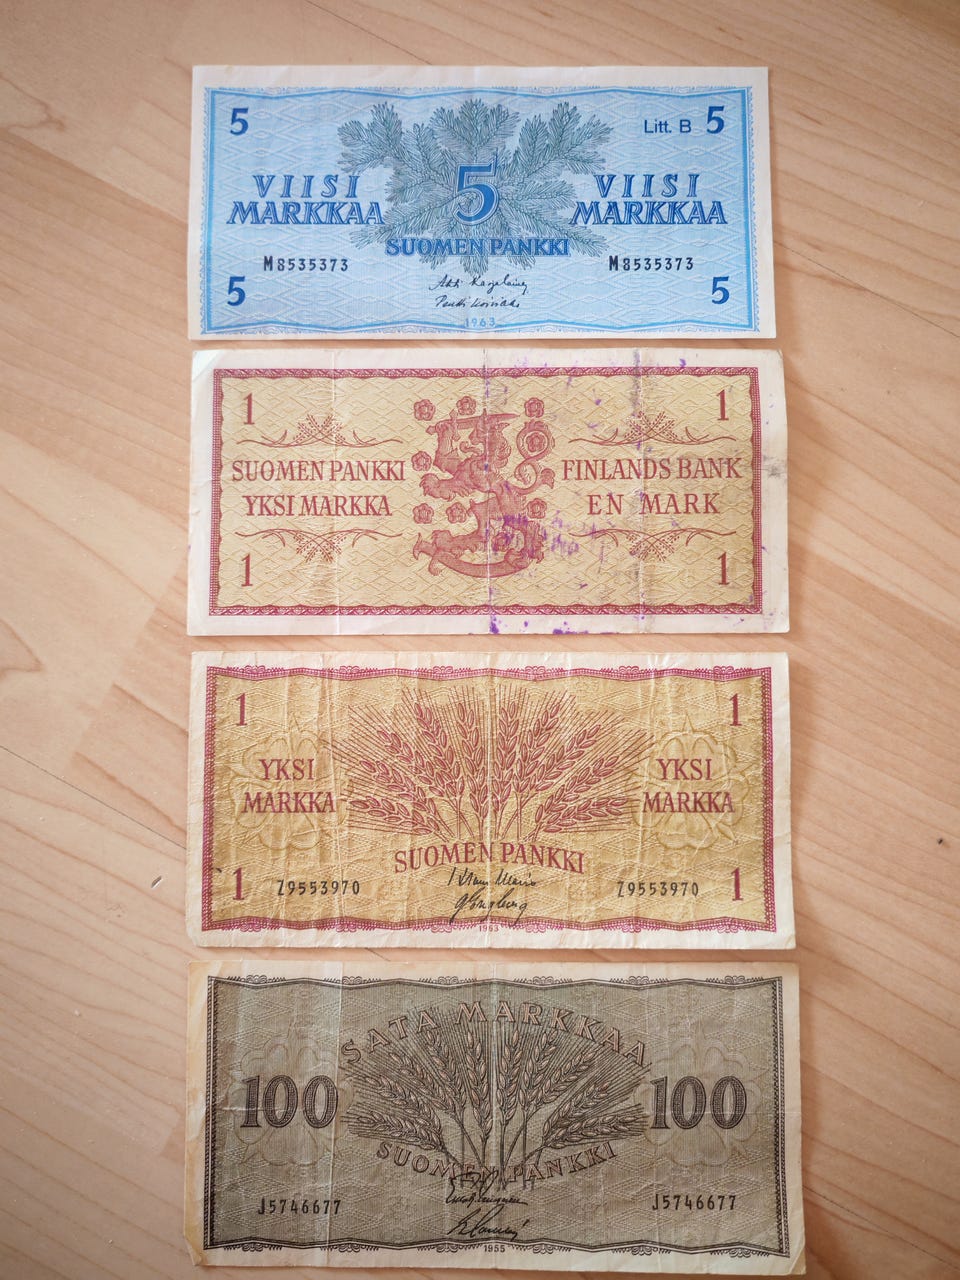 5 Litt. B 5
VIISI MARKKAA 5 VIISI MARKKAA
SUOMEN PANKKI
M8535373 M8535373
5 5
1963
1 1
SUOMEN PANKKI FINLANDS BANK
YKSI MARKKA EN MARK
1 1
1 1
YKSI YKSI
MARKKA MARKKA
SUOMEN PANKKI
1 Z9553970 Z9553970 1
1963
SATA MARKKAA
100 100
SUOMEN PANKKI
J5746677 J5746677
1955